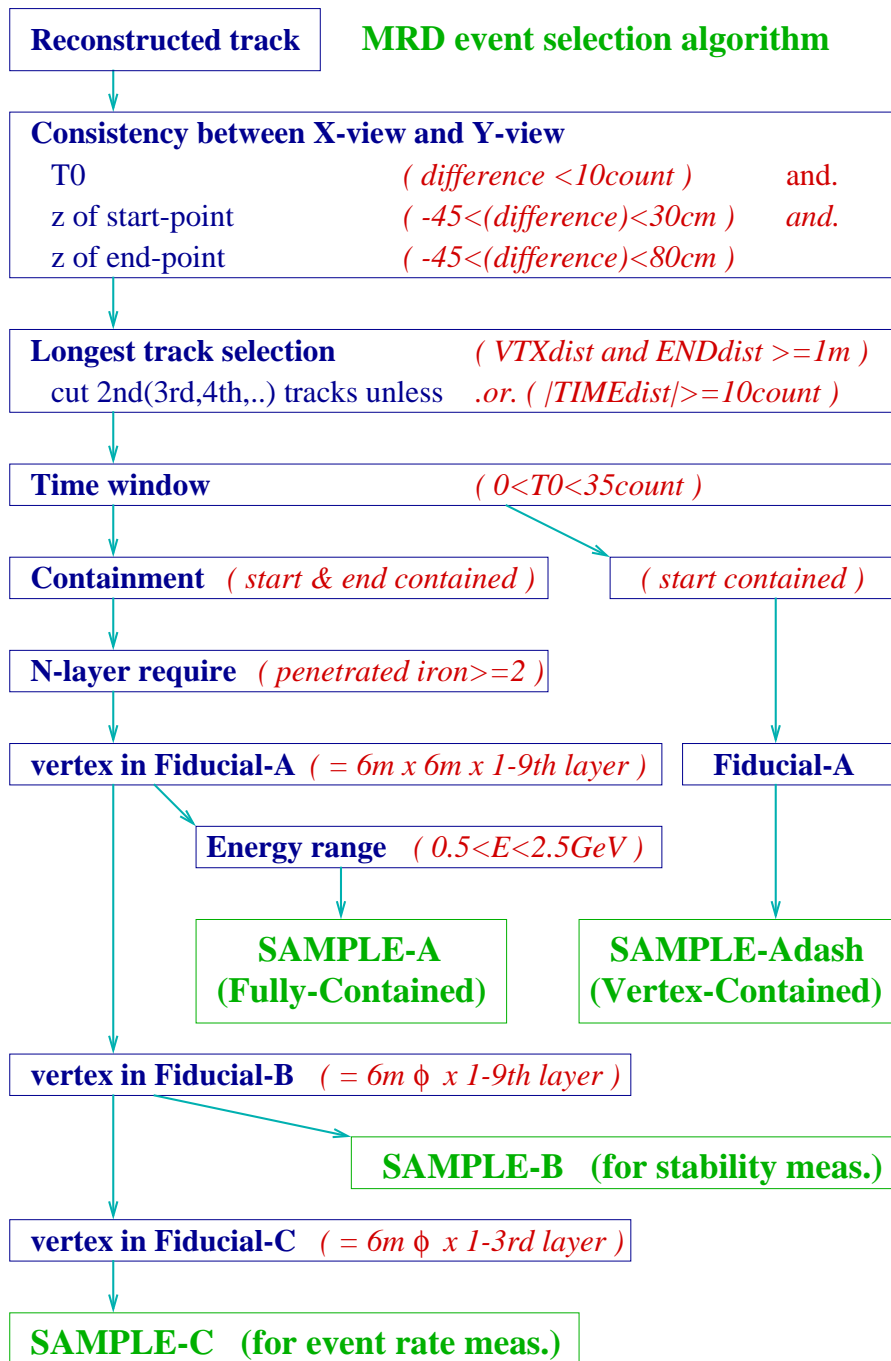 Reconstructed track MRD event selection algorithm
Consistency between X-view and Y-view
T0 ( difference <10count ) and.
z of start-point ( -45<(difference)<30cm ) and.
z of end-point ( -45<(difference)<80cm )
Longest track selection ( VTXdist and ENDdist >=1m )
cut 2nd(3rd,4th,..) tracks unless .or. ( |TIMEdist|>=10count )
Time window ( 0<T0<35count )
Containment ( start & end contained ) ( start contained )
N-layer require ( penetrated iron>=2 )
vertex in Fiducial-A ( = 6m x 6m x 1-9th layer ) Fiducial-A
Energy range ( 0.5<E<2.5GeV )
SAMPLE-A SAMPLE-Adash
(Fully-Contained) (Vertex-Contained)
vertex in Fiducial-B ( = 6m ϕ x 1-9th layer )
SAMPLE-B (for stability meas.)
vertex in Fiducial-C ( = 6m ϕ x 1-3rd layer )
SAMPLE-C (for event rate meas.)